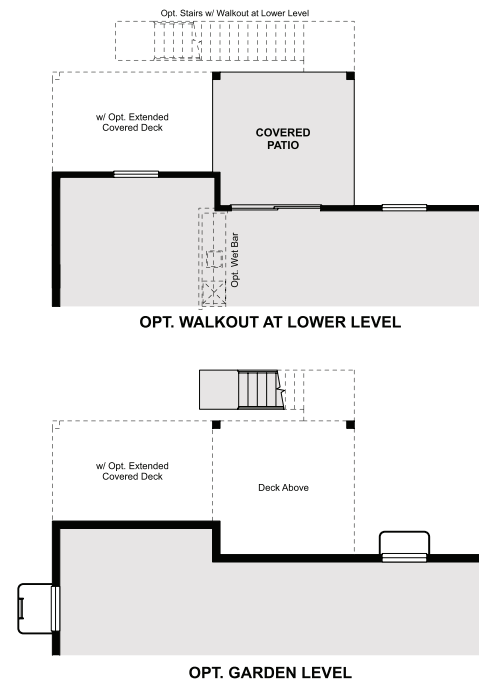 Opt. Stairs w/ Walkout at Lower Level
w/ Opt. Extended
Covered Deck
COVERED
PATIO
Opt. Wet Bar
OPT. WALKOUT AT LOWER LEVEL
w/ Opt. Extended
Covered Deck
Deck Above
OPT. GARDEN LEVEL